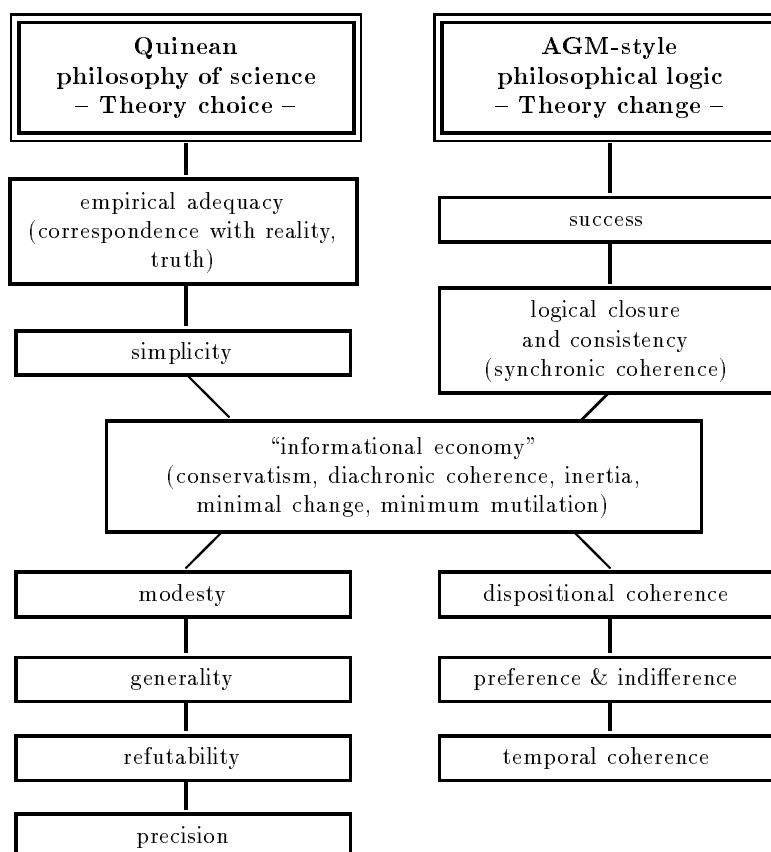 Quinean
philosophy of science
– Theory choice –
AGM-style
philosophical logic
– Theory change –
empirical adequacy
(correspondence with reality,
truth)
success
simplicity
logical closure
and consistency
(synchronic coherence)
“informational economy”
(conservatism, diachronic coherence, inertia,
minimal change, minimum mutilation)
modesty
dispositional coherence
generality
preference & indifference
refutability
temporal coherence
precision